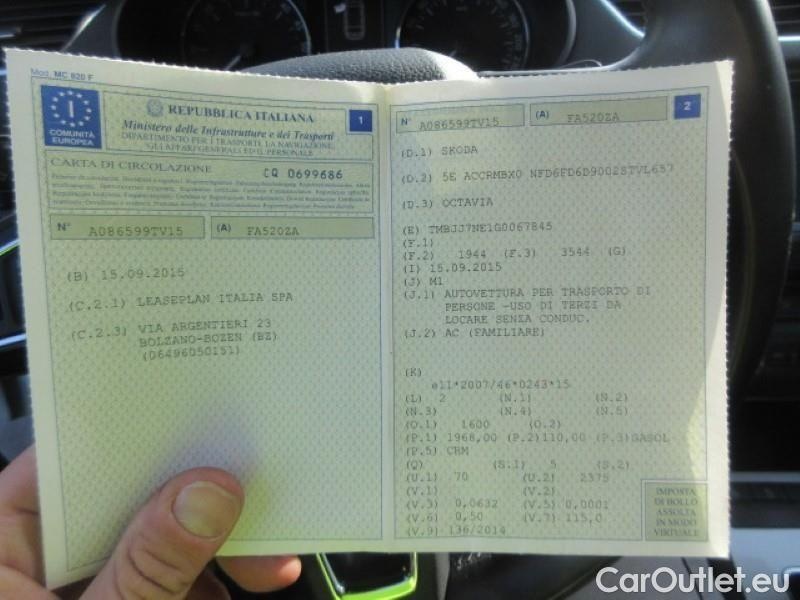 Mod. MC 820 F
I
COMUNITÀ
EUROPEA
REPUBBLICA ITALIANA
1
Ministero delle Infrastrutture e dei Trasporti
DIPARTIMENTO PER I TRASPORTI, LA NAVIGAZIONE,
GLI AFFARI GENERALI ED IL PERSONALE
CARTA DI CIRCOLAZIONE
CQ 0699686
N° A086599TV15 (A) FA520ZA
(B) 15.09.2015
(C.2.1) LEASEPLAN ITALIA SPA
(C.2.3) VIA ARGENTIERI 23
BOLZANO-BOZEN (BZ)
(06496050151)
2
N° A086599TV15 (A) FA520ZA
(D.1) SKODA
(D.2) 5E ACCRMBX0 NFD6FD6D9002STVL657
(D.3) OCTAVIA
(E) TMBJJ7NE1G0067845
(F.1)
(F.2) 1944 (F.3) 3544 (G)
(I) 15.09.2015
(J) M1
(J.1) AUTOVETTURA PER TRASPORTO DI
PERSONE -USO DI TERZI DA
LOCARE SENZA CONDUC.
(J.2) AC (FAMILIARE)
(K)
e11*2007/46*0243*15
(L) 2 (N.1) (N.2)
(N.3) (N.4) (N.5)
(O.1) 1600 (O.2)
(P.1) 1968,00 (P.2)110,00 (P.3)GASOL
(P.5) CRM
(Q) (S.1) 5 (S.2)
(U.1) 70 (U.2) 2375
(V.1) (V.2)
(V.3) 0,0632 (V.5) 0,0001
(V.6) 0,50 (V.7) 115,0
(V.9) 136/2014
IMPOSTA
DI BOLLO
ASSOLTA
IN MODO
VIRTUALE
CarOutlet.eu